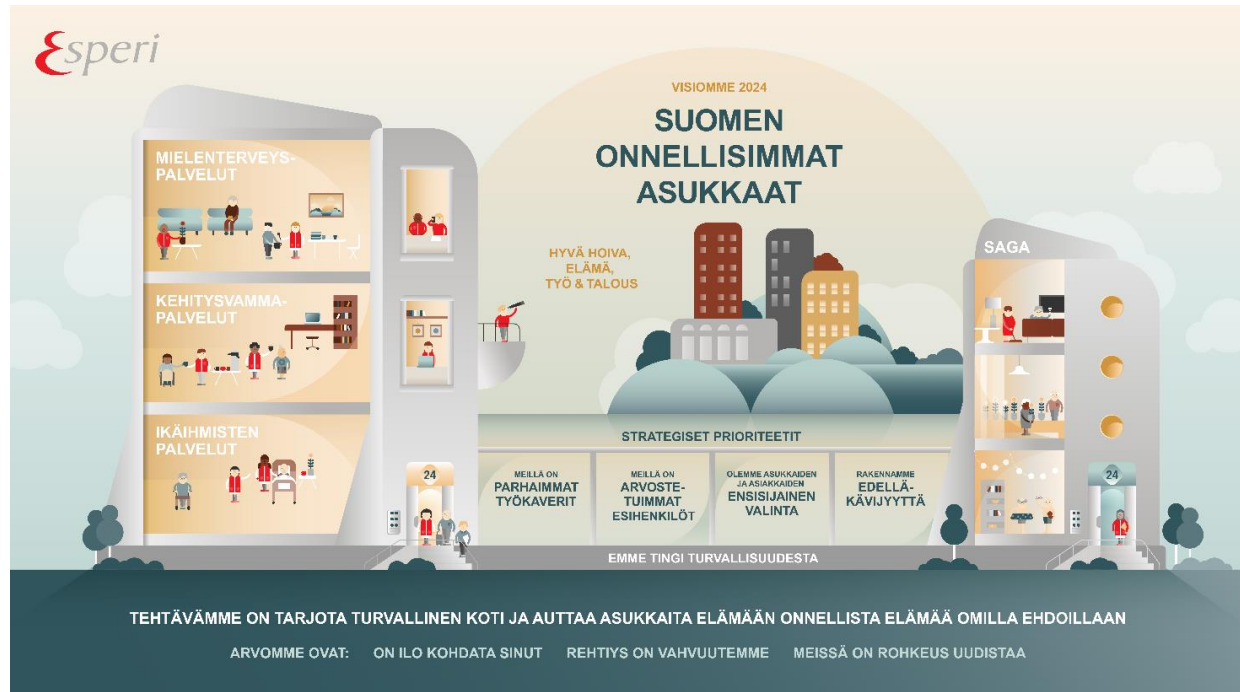 Esperi
VISIOMME 2024
SUOMEN
ONNELLISIMMAT
ASUKKAAT
HYVÄ HOIVA,
ELÄMÄ,
TYÖ & TALOUS
MIELENTERVEYS-
PALVELUT
KEHITYSVAMMA-
PALVELUT
IKÄIHMISTEN
PALVELUT
24
SAGA
24
STRATEGISET PRIORITEETIT
MEILLÄ ON
PARHAIMMAT
TYÖKAVERIT
MEILLÄ ON
ARVOSTE-
TUIMMAT
ESIHENKILÖT
OLEMME ASUKKAIDEN
JA ASIAKKAIDEN
ENSISIJAINEN
VALINTA
RAKENNAMME
EDELLÄ-
KÄVIJYYTTÄ
EMME TINGI TURVALLISUUDESTA
TEHTÄVÄMME ON TARJOTA TURVALLINEN KOTI JA AUTTAA ASUKKAITA ELÄMÄÄN ONNELLISTA ELÄMÄÄ OMILLA EHDOILLAAN
ARVOMME OVAT: ON ILO KOHDATA SINUT REHTIYS ON VAHVUUTEMME MEISSÄ ON ROHKEUS UUDISTAA